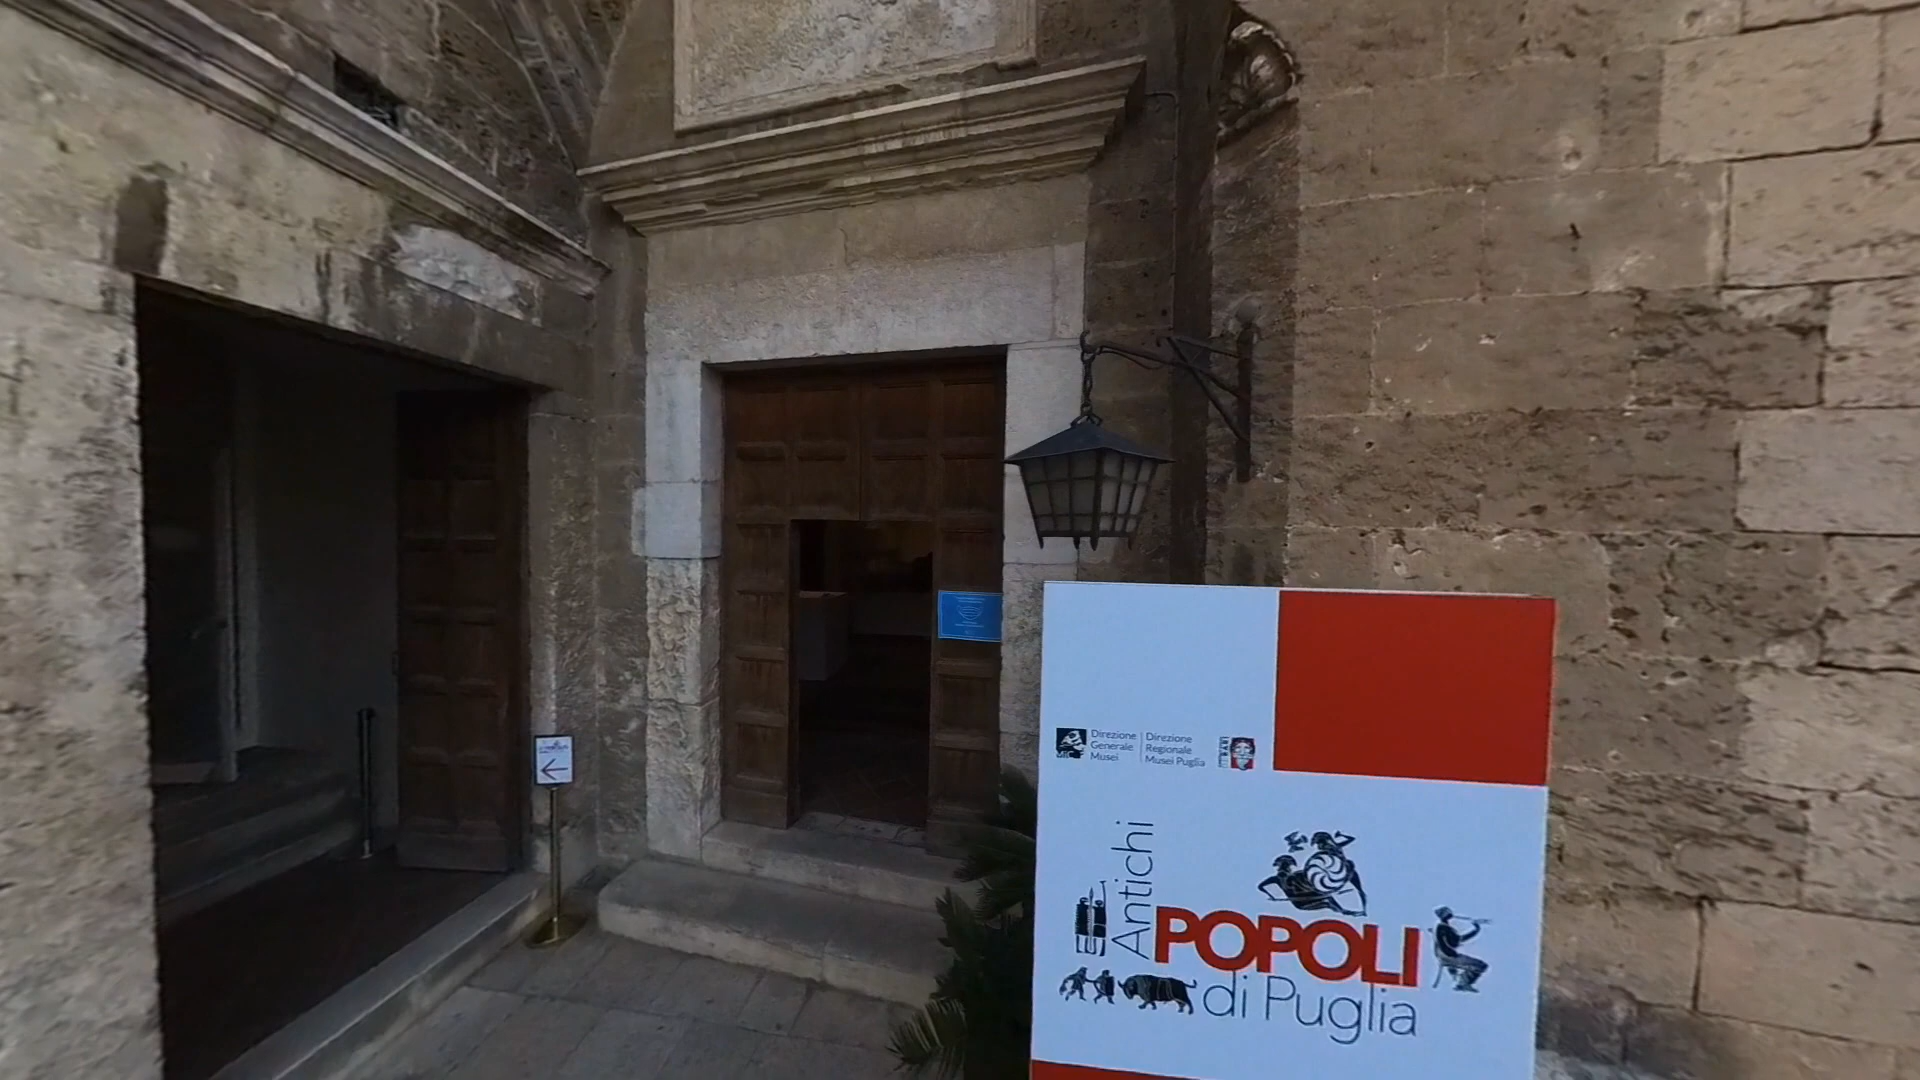 Direzione
Generale
Musei
Direzione
Regionale
Musei Puglia
Antichi
POPOLI
di Puglia